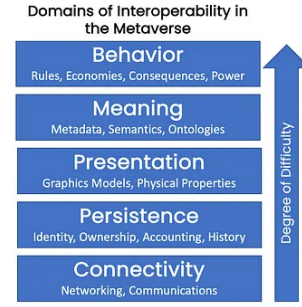 Domains of Interoperability in
the Metaverse
Behavior
Rules, Economies, Consequences, Power
Meaning
Metadata, Semantics, Ontologies
Presentation
Graphics Models, Physical Properties
Persistence
Identity, Ownership, Accounting, History
Connectivity
Networking, Communications
Degree of Difficulty